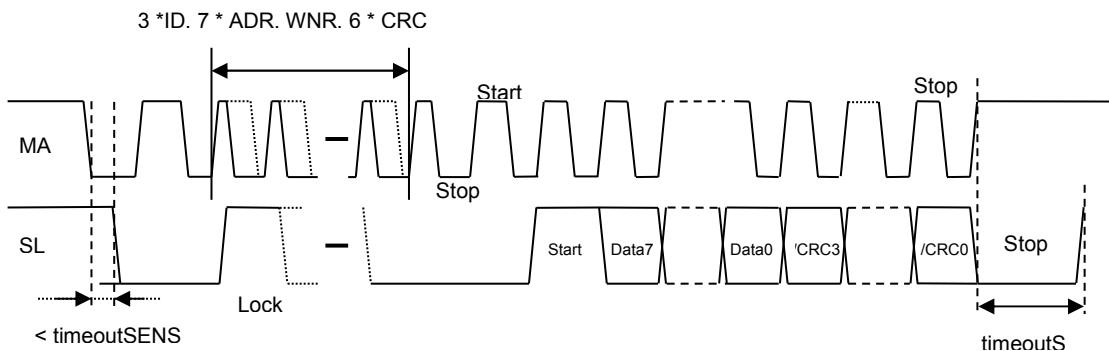 3 *ID. 7 * ADR. WNR. 6 * CRC
Start
Stop
MA
Stop
SL
Start
Data7
Data0
/CRC3
/CRC0
Stop
Lock
< timeoutSENS
timeoutS